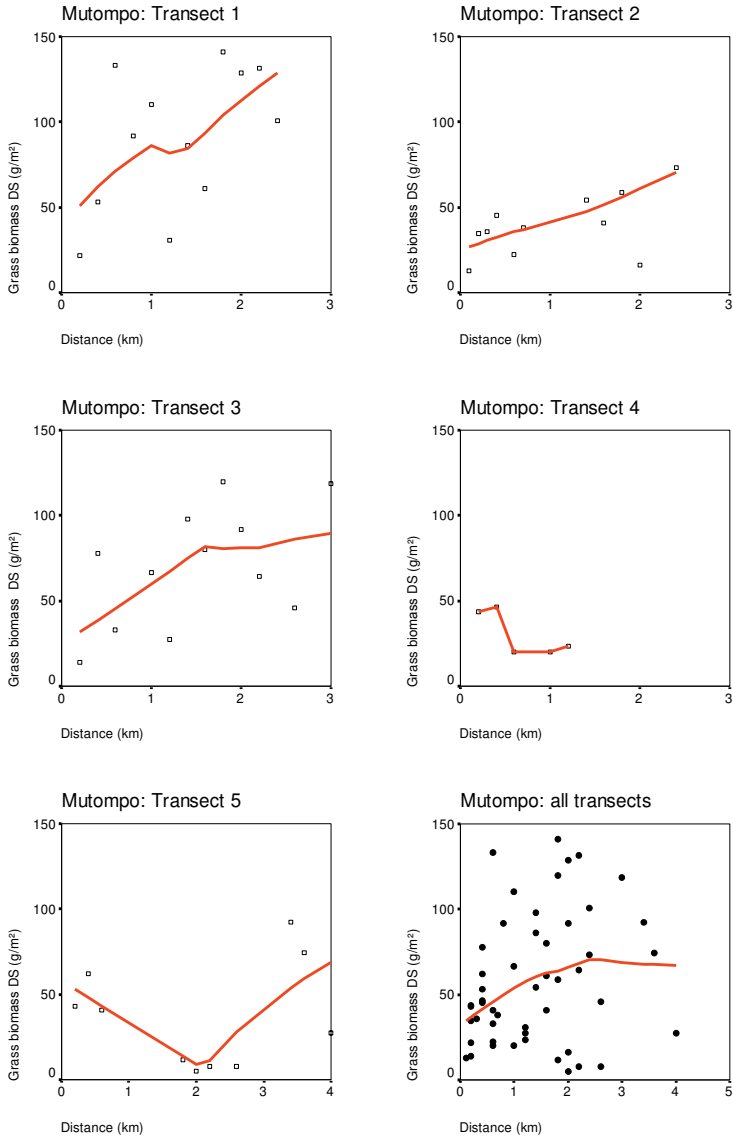 Mutompo: Transect 1
Grass biomass DS (g/m²)
150
100
50
0
0 1 2 3
Distance (km)
Mutompo: Transect 2
Grass biomass DS (g/m²)
150
100
50
0
0 1 2 3
Distance (km)
Mutompo: Transect 3
Grass biomass DS (g/m²)
150
100
50
0
0 1 2 3
Distance (km)
Mutompo: Transect 4
Grass biomass DS (g/m²)
150
100
50
0
0 1 2 3
Distance (km)
Mutompo: Transect 5
Grass biomass DS (g/m²)
150
100
50
0
0 1 2 3 4
Distance (km)
Mutompo: all transects
Grass biomass DS (g/m²)
150
100
50
0
0 1 2 3 4 5
Distance (km)